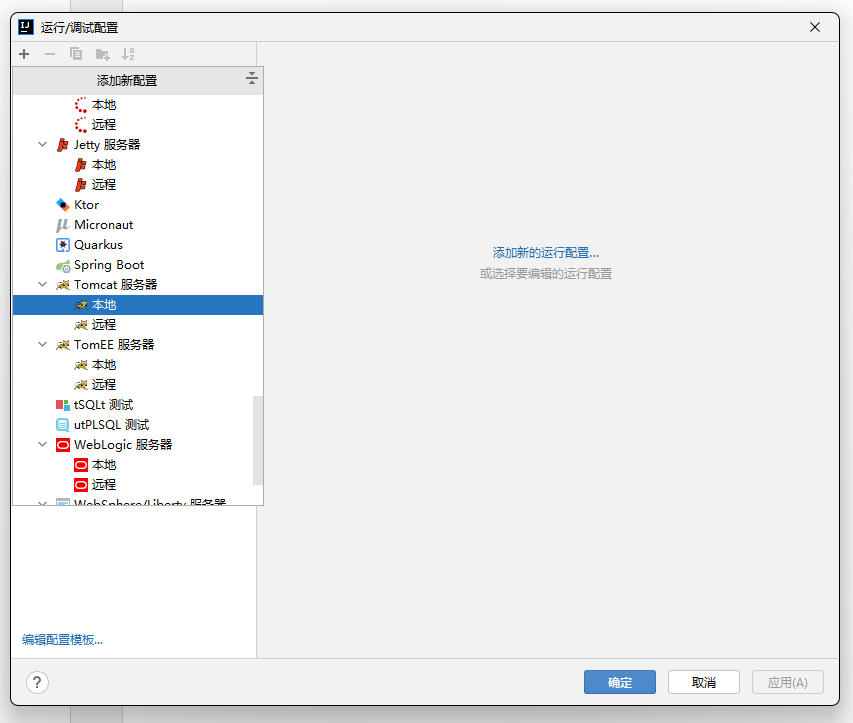 运行/调试配置
添加新配置
本地
远程
Jetty 服务器
本地
远程
Ktor
Micronaut
Quarkus
Spring Boot
Tomcat 服务器
本地
远程
TomEE 服务器
本地
远程
tSQLt 测试
utPLSQL 测试
WebLogic 服务器
本地
远程
WebSphere/Liberty 服务器
添加新的运行配置...
或选择要编辑的运行配置
编辑配置模板...
?
确定
取消
应用(A)